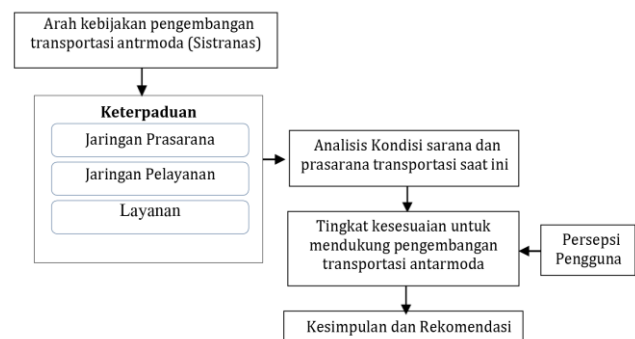 Arah kebijakan pengembangan
transportasi antrmoda (Sistranas)
Keterpaduan
Jaringan Prasarana
Jaringan Pelayanan
Layanan
Analisis Kondisi sarana dan
prasarana transportasi saat ini
Tingkat kesesuaian untuk
mendukung pengembangan
transportasi antarmoda
Persepsi
Pengguna
Kesimpulan dan Rekomendasi